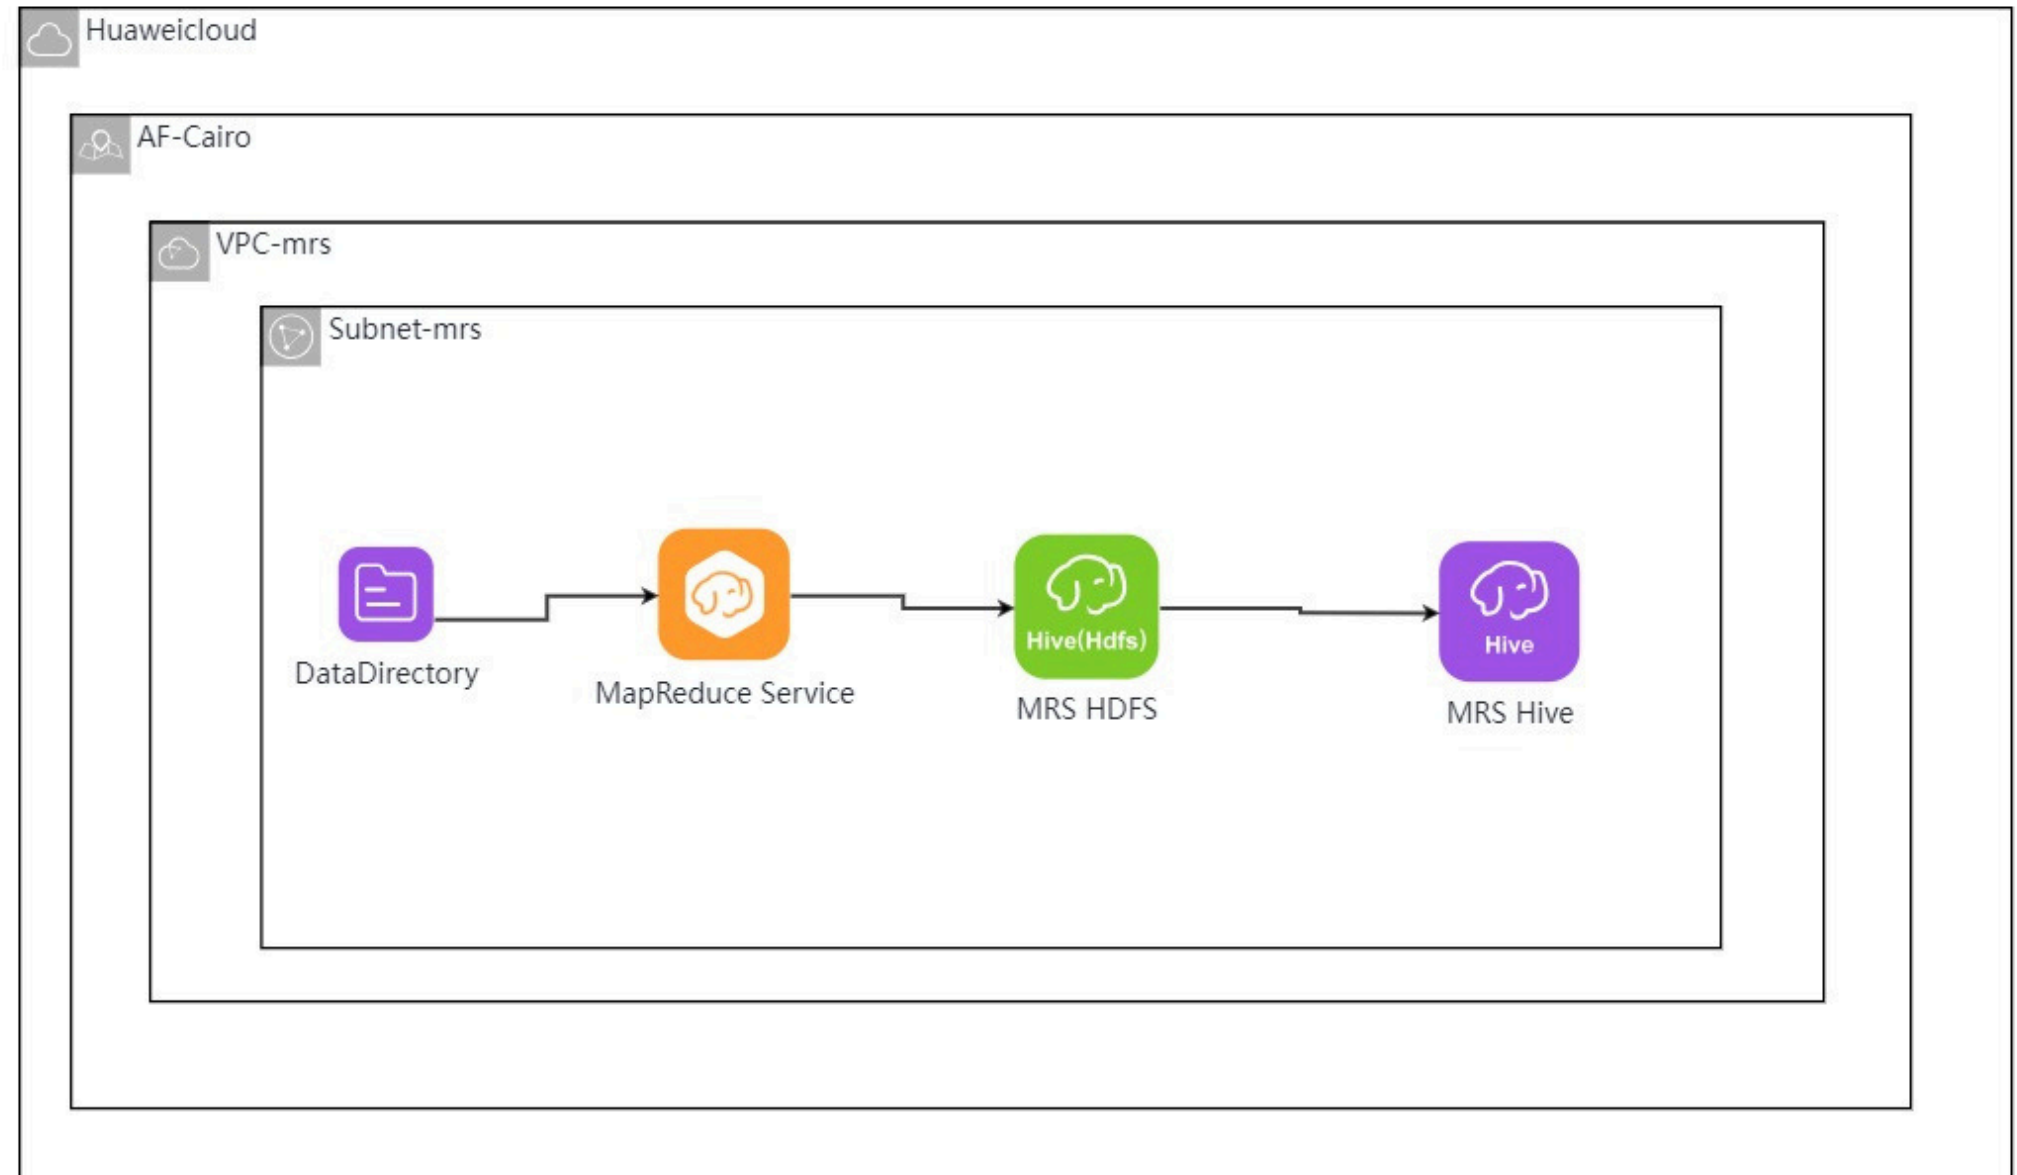 Huaweicloud
AF-Cairo
VPC-mrs
Subnet-mrs
DataDirectory
MapReduce Service
Hive(Hdfs)
MRS HDFS
Hive
MRS Hive